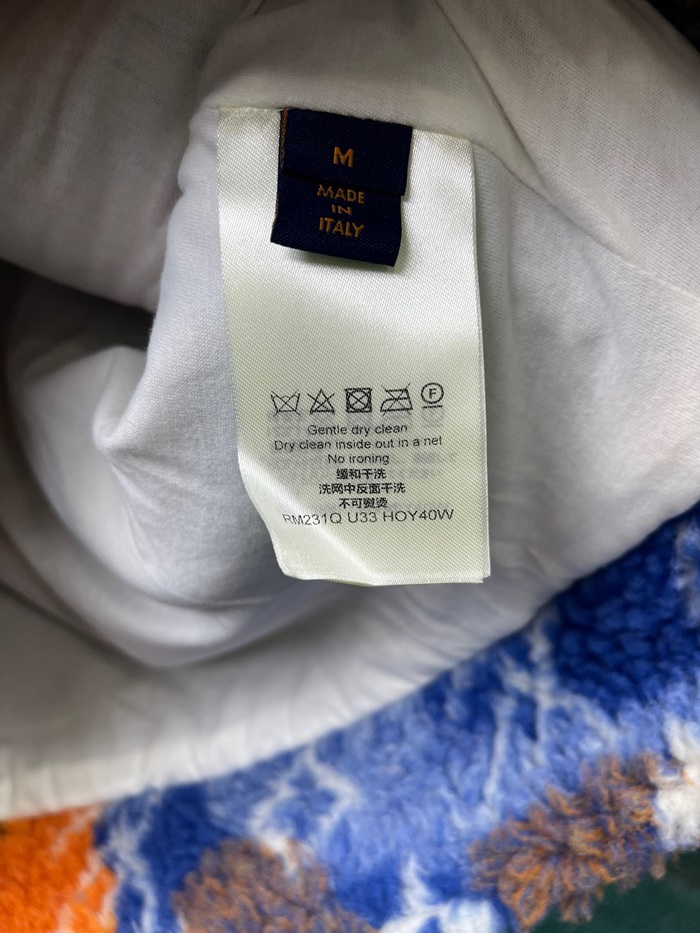 M
MADE
IN
ITALY
F
Gentle dry clean
Dry clean inside out in a net
No ironing
缓和干洗
洗网中反面干洗
不可熨烫
RM231Q U33 HOY40W